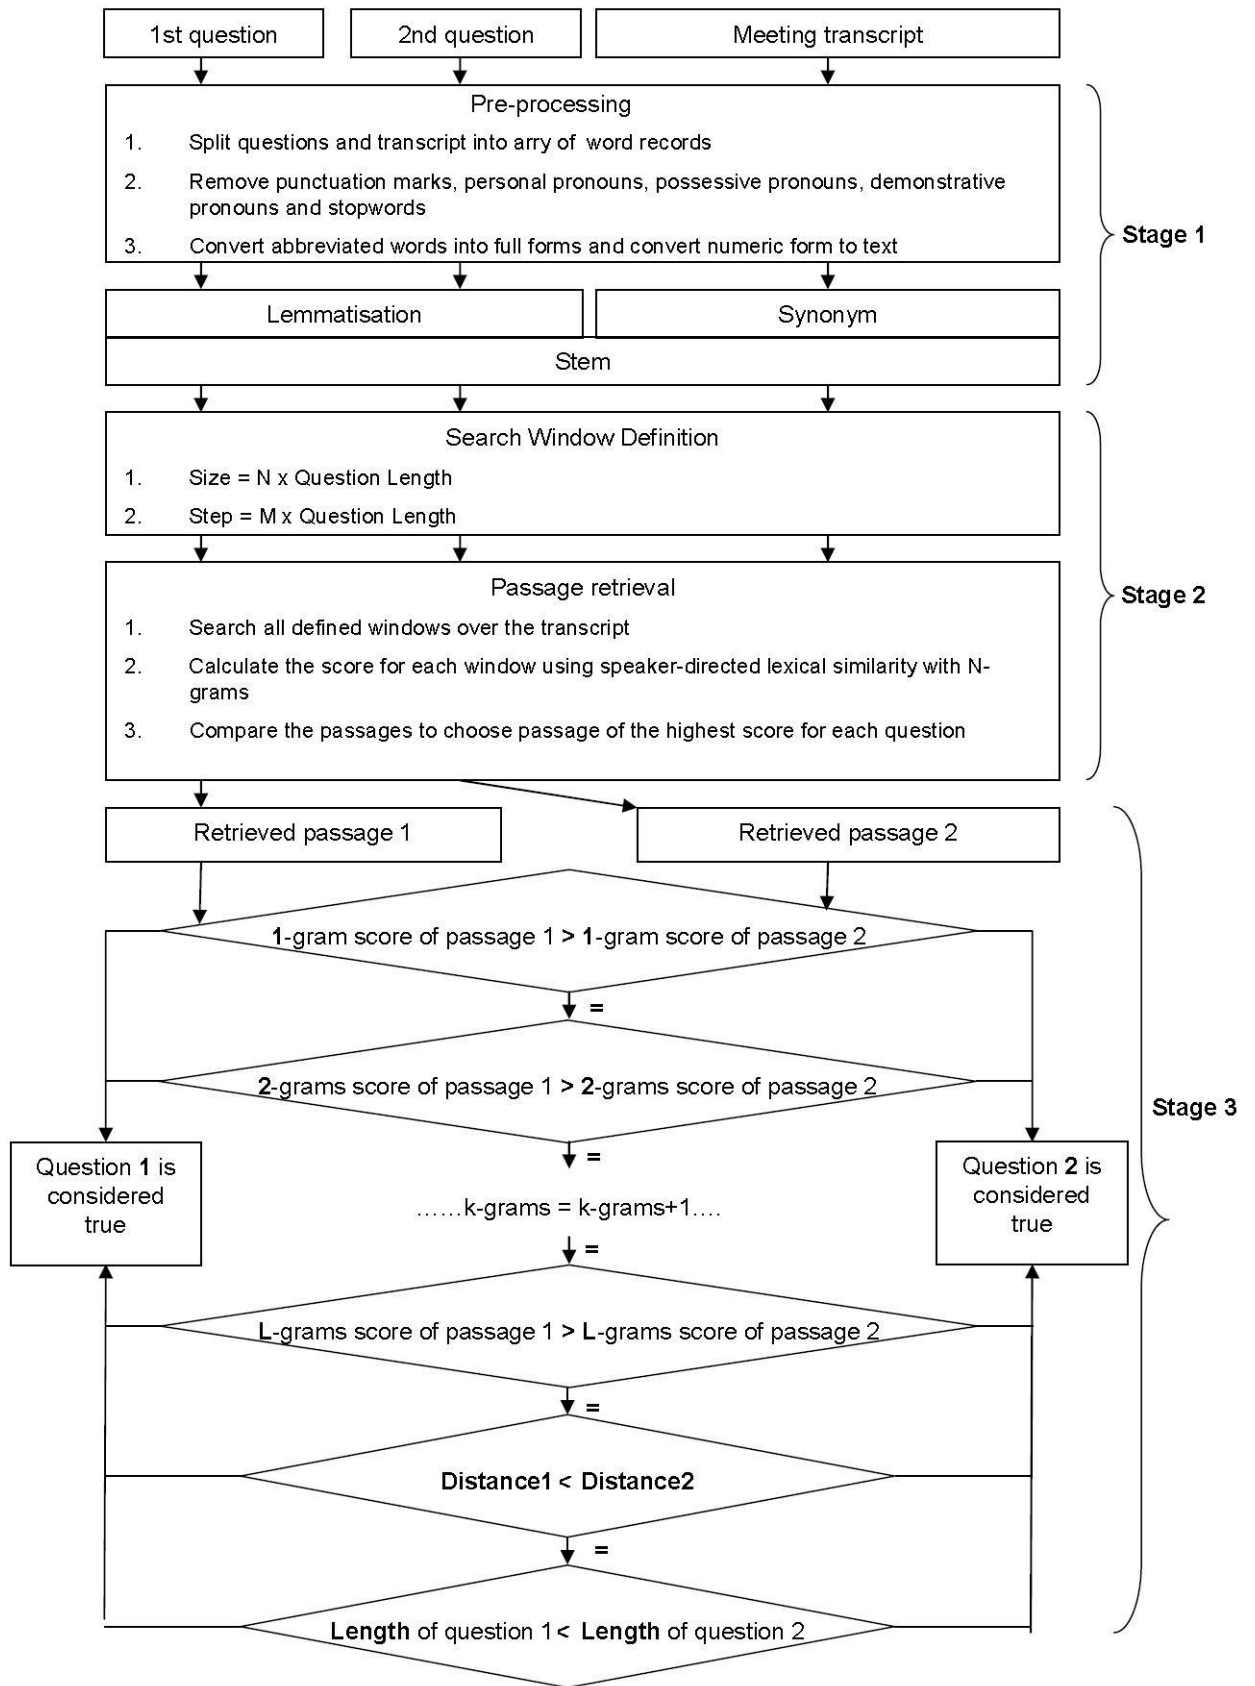 1st question
2nd question
Meeting transcript
Pre-processing
1. Split questions and transcript into arry of word records
2. Remove punctuation marks, personal pronouns, possessive pronouns, demonstrative
pronouns and stopwords
3. Convert abbreviated words into full forms and convert numeric form to text
Stage 1
Lemmatisation
Synonym
Stem
Search Window Definition
1. Size = N x Question Length
2. Step = M x Question Length
Passage retrieval
1. Search all defined windows over the transcript
2. Calculate the score for each window using speaker-directed lexical similarity with N-
grams
3. Compare the passages to choose passage of the highest score for each question
Stage 2
Retrieved passage 1
Retrieved passage 2
1-gram score of passage 1 > 1-gram score of passage 2
=
2-grams score of passage 1 > 2-grams score of passage 2
=
Stage 3
Question 1 is
considered
true
Question 2 is
considered
true
......k-grams = k-grams+1....
=
L-grams score of passage 1 > L-grams score of passage 2
=
Distance1 < Distance2
=
Length of question 1 < Length of question 2